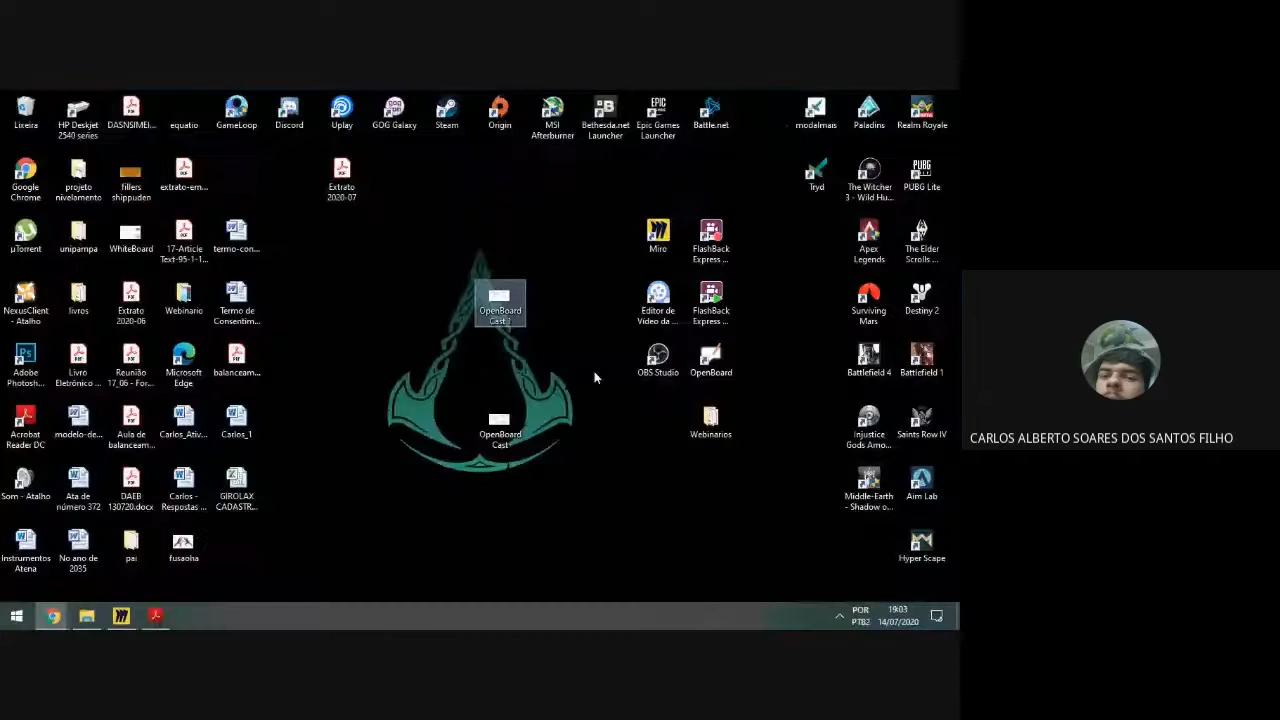 Lixeira
HP Deskjet
2540 series
DASNSIMEI...
equatio
GameLoop
Discord
Uplay
GOG Galaxy
Steam
Origin
MSI
Afterburner
Bethesda.net
Launcher
Epic Games
Launcher
Battle.net
modalmais
Paladins
Realm Royale
Google
Chrome
projeto
nivelamento
fillers
shippuden
extrato-em...
Extrato
2020-07
Tryd
The Witcher
3 - Wild Hu...
PUBG Lite
µTorrent
unipampa
WhiteBoard
17-Article
Text-95-1-1...
termo-con...
Miro
FlashBack
Express ...
Apex
Legends
The Elder
Scrolls ...
NexusClient
- Atalho
livros
Extrato
2020-06
Webinario
Termo de
Consentim...
OpenBoard
Cast 1
Editor de
Vídeo da ...
FlashBack
Express ...
Surviving
Mars
Destiny 2
Adobe
Photosh...
Livro
Eletrônico ...
Reunião
17_06 - For...
Microsoft
Edge
balanceam...
OBS Studio
OpenBoard
Battlefield 4
Battlefield 1
Acrobat
Reader DC
modelo-de...
Aula de
balanceam...
Carlos_Ativ...
Carlos_1
OpenBoard
Cast
Webinarios
Injustice
Gods Amo...
Saints Row IV
CARLOS ALBERTO SOARES DOS SANTOS FILHO
Som - Atalho
Ata de
número 372
DAEB
130720.docx
Carlos -
Respostas ...
GIROLAX
CADASTR...
Middle-Earth
- Shadow o...
Aim Lab
Instrumentos
Atena
No ano de
2035
pai
fusaoha
Hyper Scape
POR
PTB2
19:03
14/07/2020